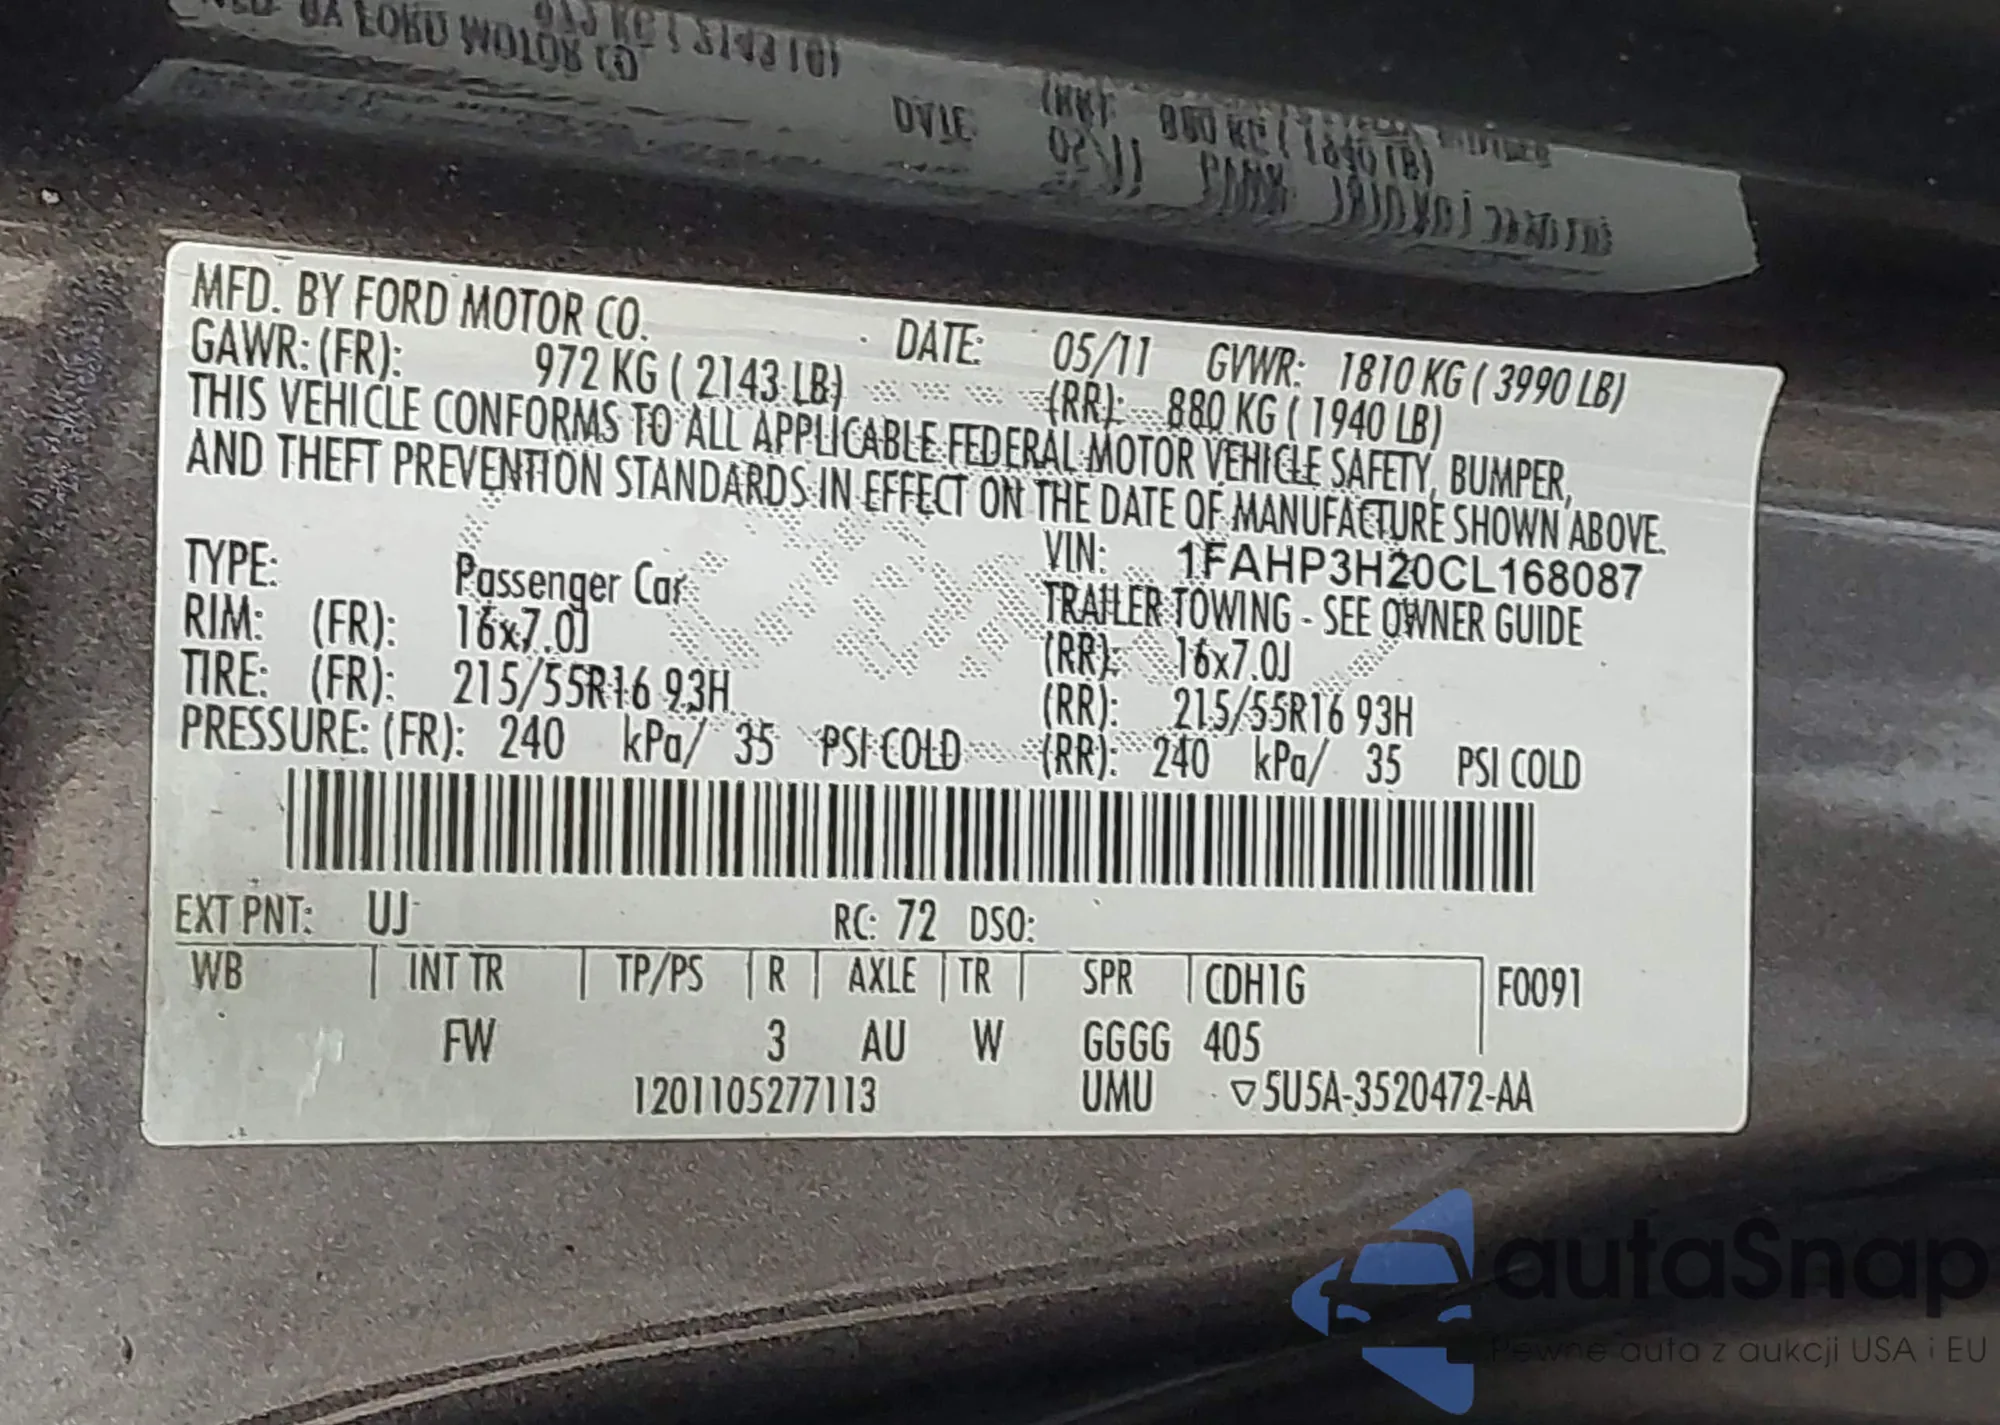 MFD. BY FORD MOTOR CO. DATE: 05/11 GVWR: 1810 KG ( 3990 LB)
GAWR: (FR): 972 KG ( 2143 LB) (RR): 880 KG ( 1940 LB)
THIS VEHICLE CONFORMS TO ALL APPLICABLE FEDERAL MOTOR VEHICLE SAFETY, BUMPER,
AND THEFT PREVENTION STANDARDS IN EFFECT ON THE DATE OF MANUFACTURE SHOWN ABOVE.
VIN: 1FAHP3H20CL168087
TYPE: Passenger Car TRAILER TOWING - SEE OWNER GUIDE
RIM: (FR): 16x7.0J (RR): 16x7.0J
TIRE: (FR): 215/55R16 93H (RR): 215/55R16 93H
PRESSURE: (FR): 240 kPa/ 35 PSI COLD (RR): 240 kPa/ 35 PSI COLD
EXT PNT: UJ RC: 72 DSO:
WB INT TR TP/PS R AXLE TR SPR CDH1G F0091
FW 3 AU W GGGG 405
1201105277113 UMU ▽5U5A-3520472-AA
autaSnap
Pewne auta z aukcji USA i EU